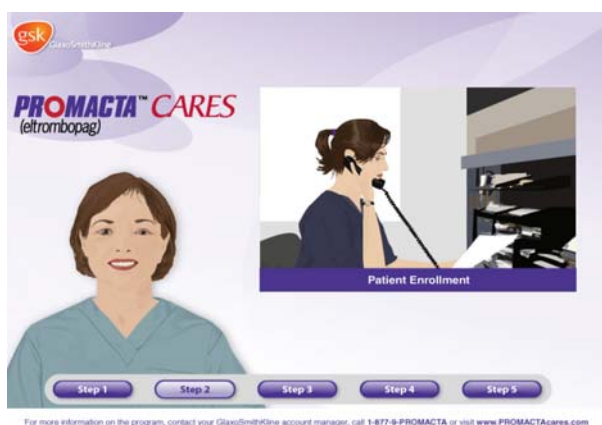 gsk
GlaxoSmithKline
PROMACTA™ CARES
(eltrombopag)
Patient Enrollment
Step 1 Step 2 Step 3 Step 4 Step 5
For more information on the program, contact your GlaxoSmithKline account manager, call 1-877-9-PROMACTA or visit www.PROMACTAcares.com